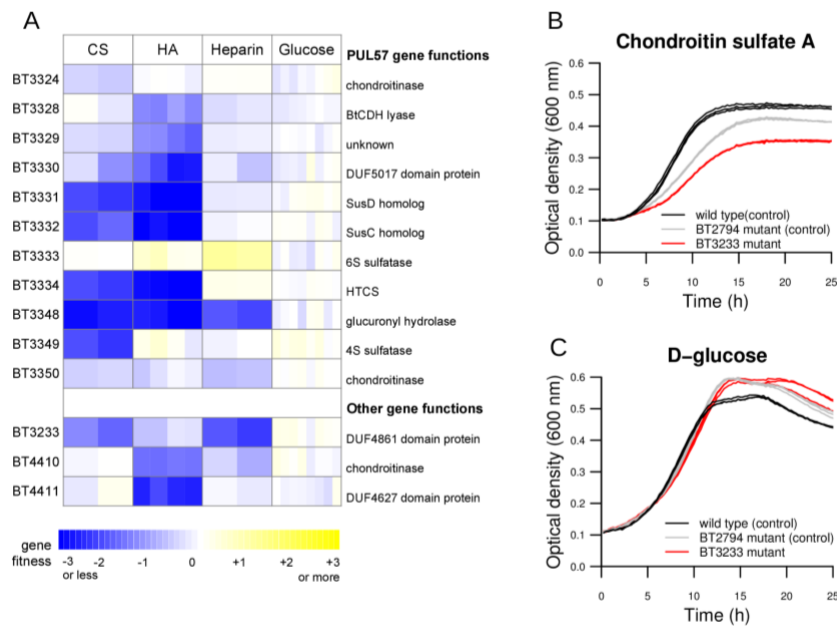 A
CS HA Heparin Glucose
PUL57 gene functions
BT3324 chondroitinase
BT3328 BtCDH lyase
BT3329 unknown
BT3330 DUF5017 domain protein
BT3331 SusD homolog
BT3332 SusC homolog
BT3333 6S sulfatase
BT3334 HTCS
BT3348 glucuronyl hydrolase
BT3349 4S sulfatase
BT3350 chondroitinase
Other gene functions
BT3233 DUF4861 domain protein
BT4410 chondroitinase
BT4411 DUF4627 domain protein
gene fitness
-3 -2 -1 0 +1 +2 +3
or less or more
B
Chondroitin sulfate A
Optical density (600 nm)
0.6
0.5
0.4
0.3
0.2
0.1
0.0
wild type(control)
BT2794 mutant (control)
BT3233 mutant
0 5 10 15 20 25
Time (h)
C
D-glucose
Optical density (600 nm)
0.6
0.5
0.4
0.3
0.2
0.1
0.0
wild type (control)
BT2794 mutant (control)
BT3233 mutant
0 5 10 15 20 25
Time (h)